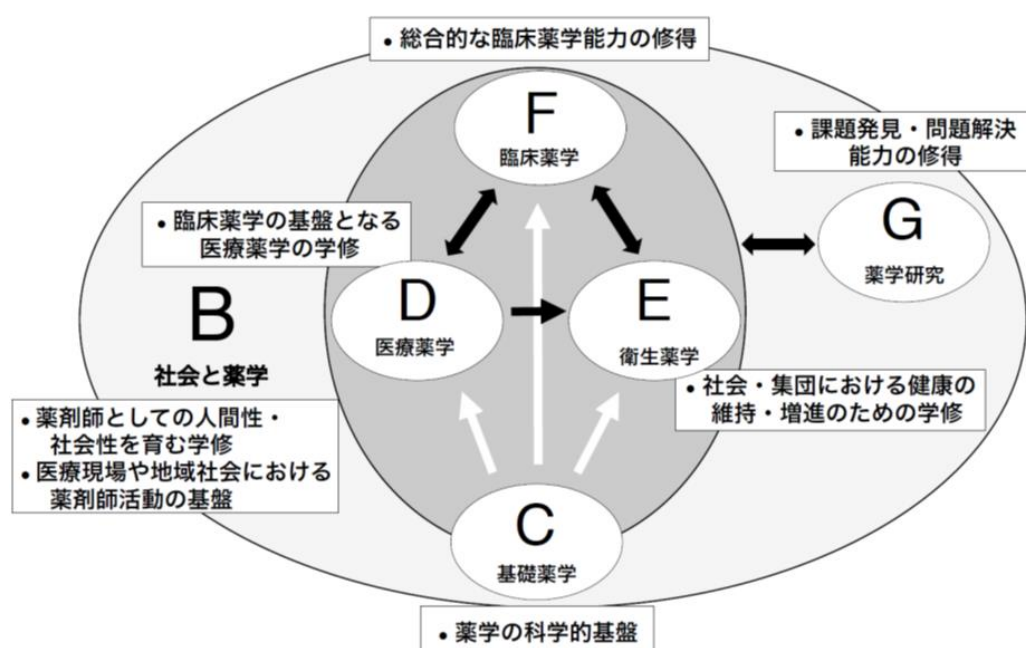 • 総合的な臨床薬学能力の修得
F
臨床薬学
• 課題発見・問題解決
能力の修得
G
薬学研究
• 臨床薬学の基盤となる
医療薬学の学修
D
医療薬学
E
衛生薬学
B
社会と薬学
• 社会・集団における健康の
維持・増進のための学修
• 薬剤師としての人間性・
社会性を育む学修
• 医療現場や地域社会における
薬剤師活動の基盤
C
基礎薬学
• 薬学の科学的基盤